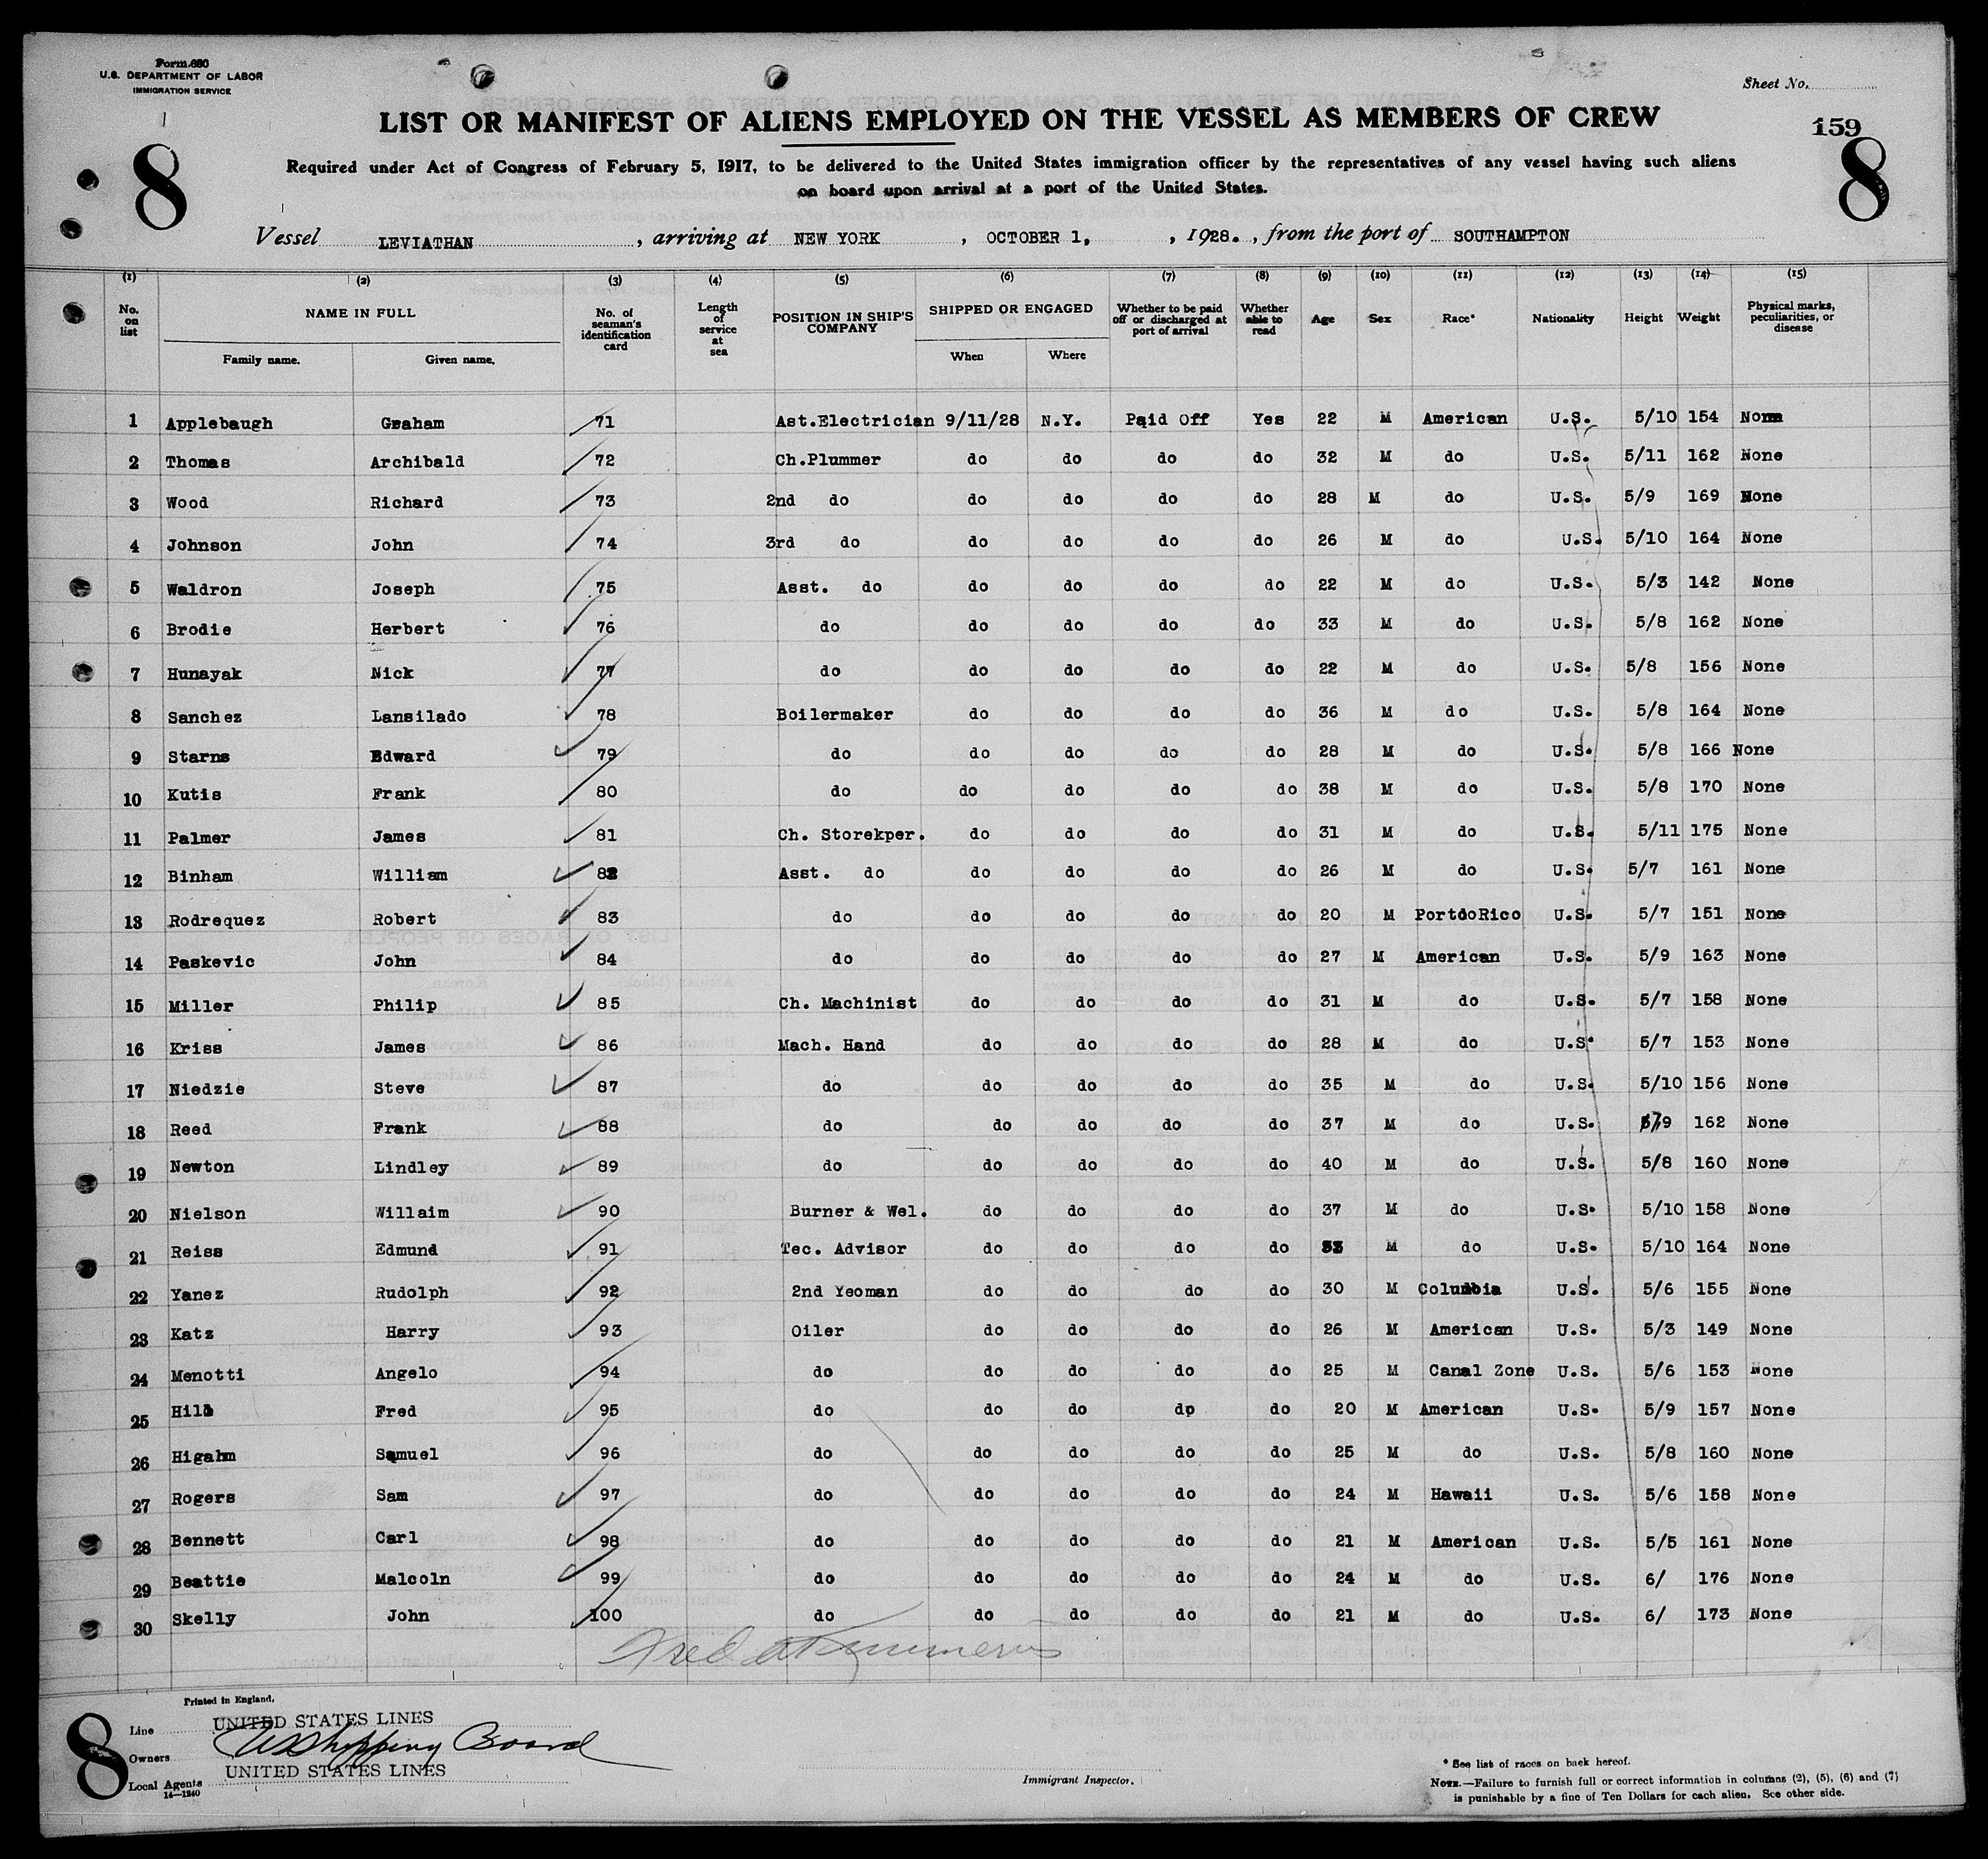 Form 680
U.S. DEPARTMENT OF LABOR
IMMIGRATION SERVICE
Sheet No.
LIST OR MANIFEST OF ALIENS EMPLOYED ON THE VESSEL AS MEMBERS OF CREW
159
8 8
Required under Act of Congress of February 5, 1917, to be delivered to the United States immigration officer by the representatives of any vessel having such aliens
on board upon arrival at a port of the United States.
Vessel LEVIATHAN , arriving at NEW YORK , OCTOBER 1, , 1928. , from the port of SOUTHAMPTON
(1) (2) (3) (4) (5) (6) (7) (8) (9) (10) (11) (12) (13) (14) (15)
No. on list NAME IN FULL No. of seaman's identification card Length of service at sea POSITION IN SHIP'S COMPANY SHIPPED OR ENGAGED Whether to be paid off or discharged at port of arrival Whether able to read Age Sex Race* Nationality Height Weight Physical marks, peculiarities, or disease
Family name. Given name. When Where
1 Applebaugh Graham 71 Ast.Electrician 9/11/28 N.Y. Paid Off Yes 22 M American U.S. 5/10 154 None
2 Thomas Archibald 72 Ch.Plummer do do do do 32 M do U.S. 5/11 162 None
3 Wood Richard 73 2nd do do do do do 28 M do U.S. 5/9 169 None
4 Johnson John 74 3rd do do do do do 26 M do U.S. 5/10 164 None
5 Waldron Joseph 75 Asst. do do do do do 22 M do U.S. 5/3 142 None
6 Brodie Herbert 76 do do do do do 33 M do U.S. 5/8 162 None
7 Hunayak Nick 77 do do do do do 22 M do U.S. 5/8 156 None
8 Sanchez Lansilado 78 Boilermaker do do do do 36 M do U.S. 5/8 164 None
9 Starns Edward 79 do do do do do 28 M do U.S. 5/8 166 None
10 Kutis Frank 80 do do do do do 38 M do U.S. 5/8 170 None
11 Palmer James 81 Ch. Storekper. do do do do 31 M do U.S. 5/11 175 None
12 Binham William 82 Asst. do do do do do 26 M do U.S. 5/7 161 None
13 Rodrequez Robert 83 do do do do do 20 M PortdoRico U.S. 5/7 151 None
14 Paskevic John 84 do do do do do 27 M American U.S. 5/9 163 None
15 Miller Philip 85 Ch. Machinist do do do do 31 M do U.S. 5/7 158 None
16 Kriss James 86 Mach. Hand do do do do 28 M do U.S. 5/7 153 None
17 Niedzie Steve 87 do do do do do 35 M do U.S. 5/10 156 None
18 Reed Frank 88 do do do do do 37 M do U.S. 5/9 162 None
19 Newton Lindley 89 do do do do do 40 M do U.S. 5/8 160 None
20 Nielson Willaim 90 Burner & Wel. do do do do 37 M do U.S. 5/10 158 None
21 Reiss Edmund 91 Tec. Advisor do do do do M do U.S. 5/10 164 None
22 Yanez Rudolph 92 2nd Yeoman do do do do 30 M Columbia U.S. 5/6 155 None
23 Katz Harry 93 Oiler do do do do 26 M American U.S. 5/3 149 None
24 Menotti Angelo 94 do do do do do 25 M Canal Zone U.S. 5/6 153 None
25 Hill Fred 95 do do do dp do 20 M American U.S. 5/9 157 None
26 Higahm Samuel 96 do do do do do 25 M do U.S. 5/8 160 None
27 Rogers Sam 97 do do do do do 24 M Hawaii U.S. 5/6 158 None
28 Bennett Carl 98 do do do do do 21 M American U.S. 5/5 161 None
29 Beattie Malcoln 99 do do do do do 24 M do U.S. 6/ 176 None
30 Skelly John 100 do do do do do 21 M do U.S. 6/ 173 None
Printed in England.
8
Line UNITED STATES LINES
Owners US Shipping Board
Local Agents UNITED STATES LINES
14—1240
Immigrant Inspector.
* See list of races on back hereof.
NOTE.—Failure to furnish full or correct information in columns (2), (5), (6) and (7)
is punishable by a fine of Ten Dollars for each alien. See other side.